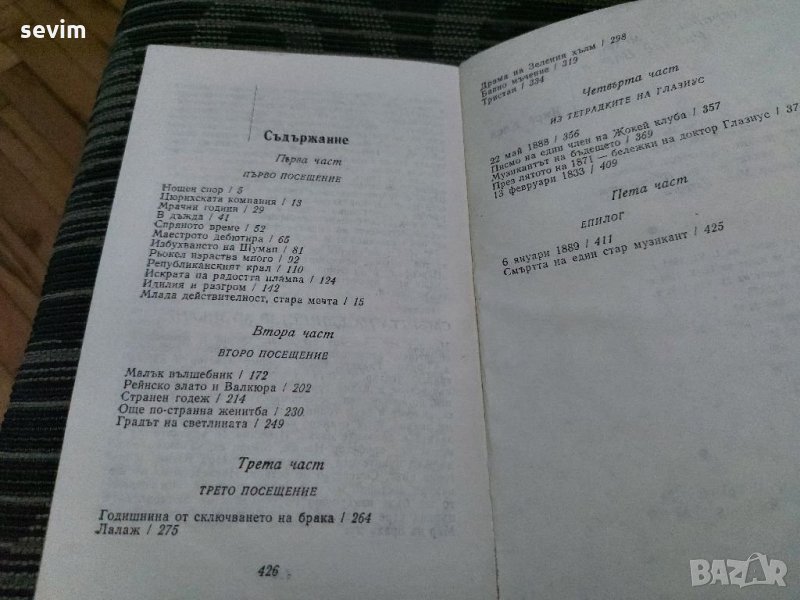 sevim
Съдържание
Първа част
ПЪРВО ПОСЕЩЕНИЕ
Нощен спор / 5
Цюрихската компания / 13
Мрачни години / 29
В дъжда / 41
Спряното време / 52
Маестрото дебютира / 65
Избухването на Шуман / 81
Рьокел израства много / 92
Републиканският крал / 110
Искрата на радостта пламва / 124
Идилия и разгром / 142
Млада действителност, стара мечта / 15
Втора част
ВТОРО ПОСЕЩЕНИЕ
Малък вълшебник / 172
Рейнско злато и Валкюра / 202
Странен годеж / 214
Още по-странна женитба / 230
Градът на светлината / 249
Трета част
ТРЕТО ПОСЕЩЕНИЕ
Годишнина от сключването на брака / 264
Лалаж / 275
426
Драма на Зеления хълм / 298
Бавно мъчение / 319
Тристан / 334
Четвърта част
ИЗ ТЕТРАДКИТЕ НА ГЛАЗИУС
22 май 1888 / 356
Писмо на един член на Жокей клуба / 357
Музикантът на бъдещето / 369
През лятото на 1871 — бележки на доктор Глазиус / 397
13 февруари 1833 / 409
Пета част
ЕПИЛОГ
6 януари 1889 / 411
Смъртта на един стар музикант / 425
BAZAR